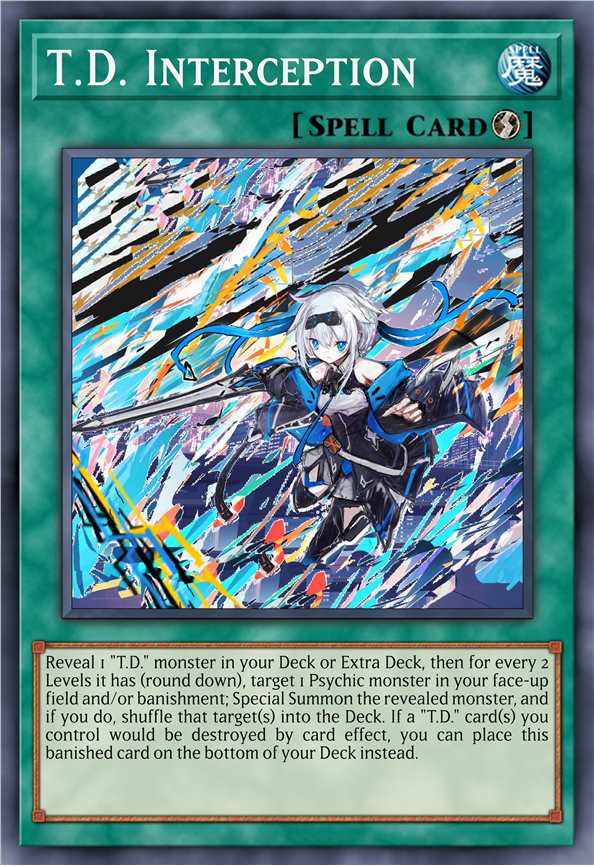 T.D. Interception
SPELL
魔
[Spell Card]
Reveal 1 "T.D." monster in your Deck or Extra Deck, then for every 2
Levels it has (round down), target 1 Psychic monster in your face-up
field and/or banishment; Special Summon the revealed monster, and
if you do, shuffle that target(s) into the Deck. If a "T.D." card(s) you
control would be destroyed by card effect, you can place this
banished card on the bottom of your Deck instead.